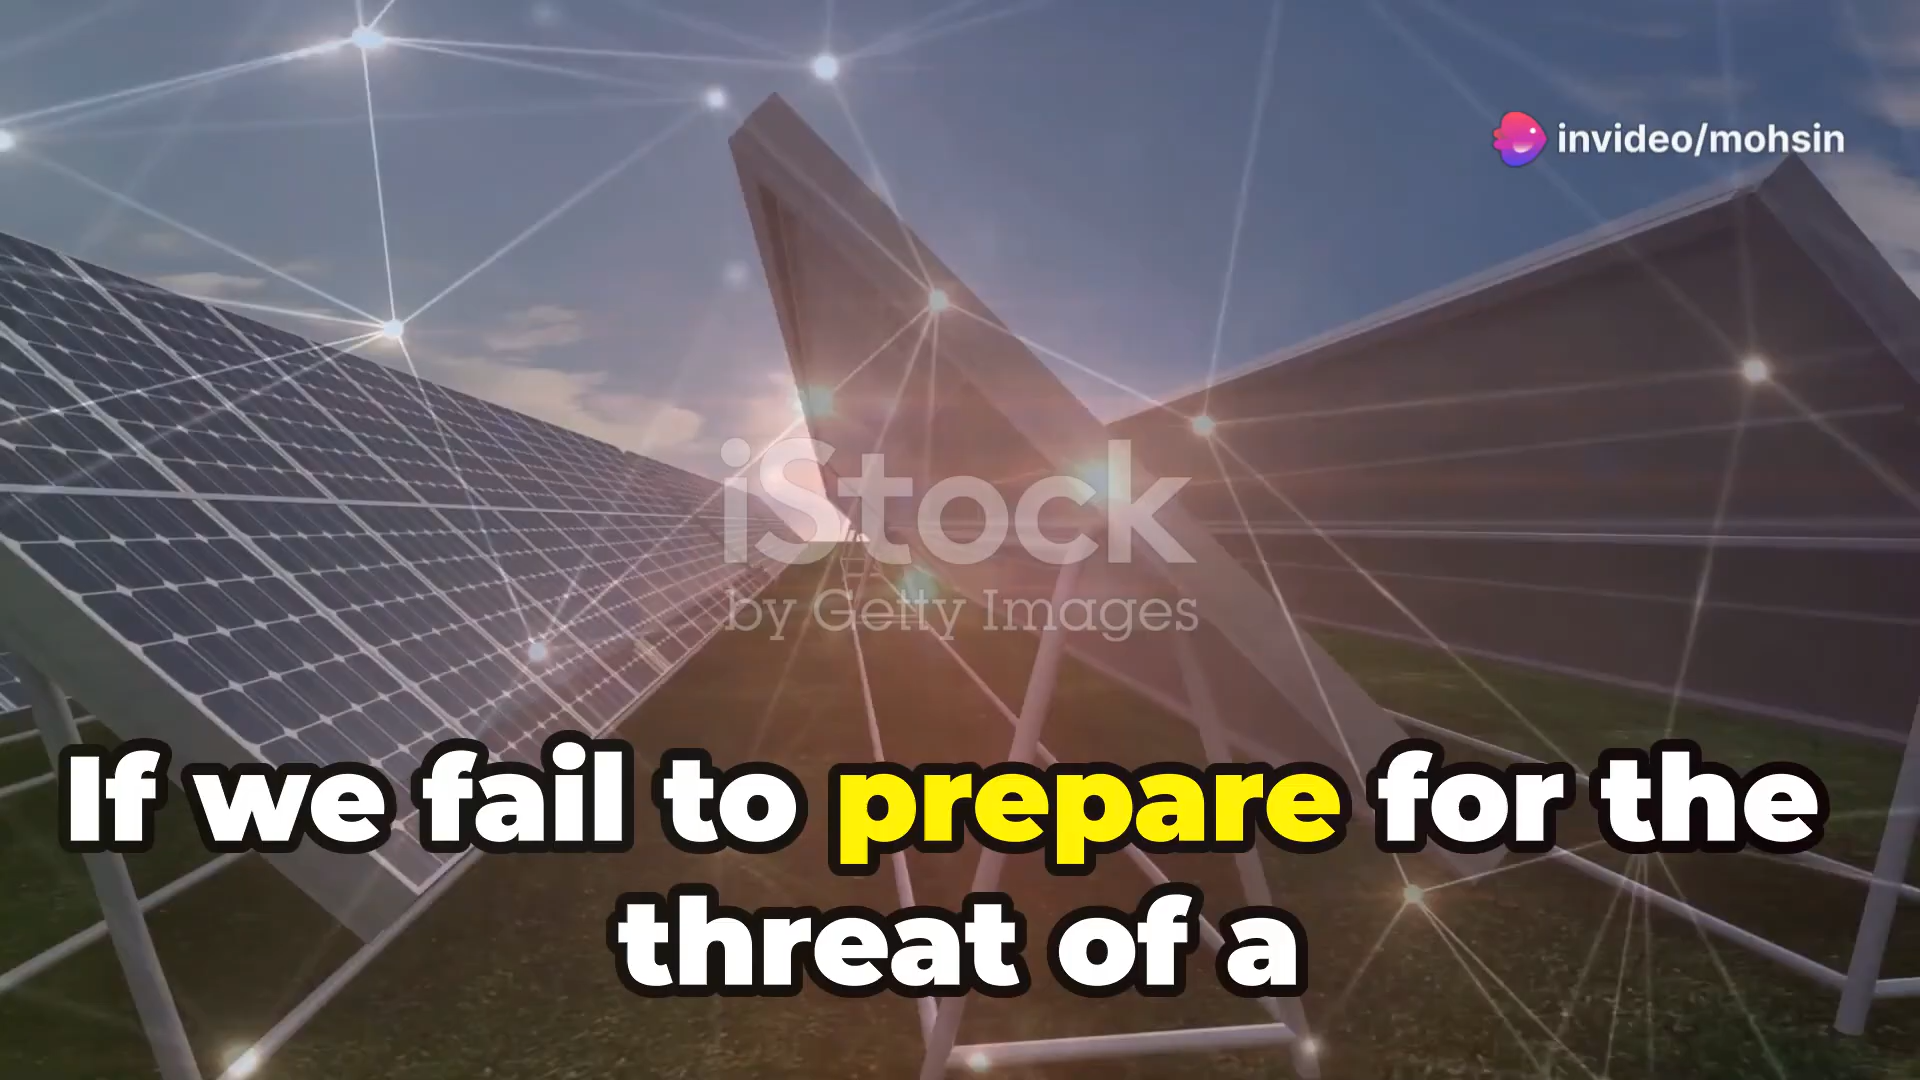 invideo/mohsin
iStock
by Getty Images
If we fail to prepare for the
threat of a